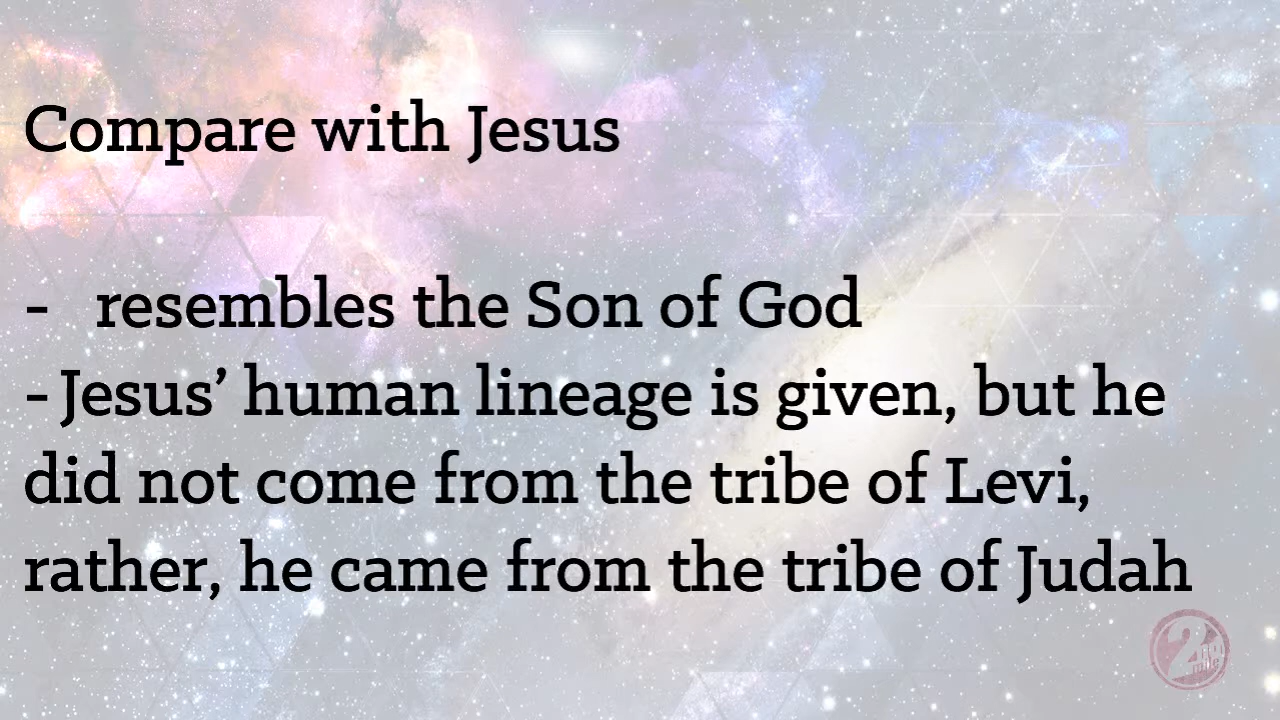 Compare with Jesus
- resembles the Son of God
- Jesus’ human lineage is given, but he
did not come from the tribe of Levi,
rather, he came from the tribe of Judah
2